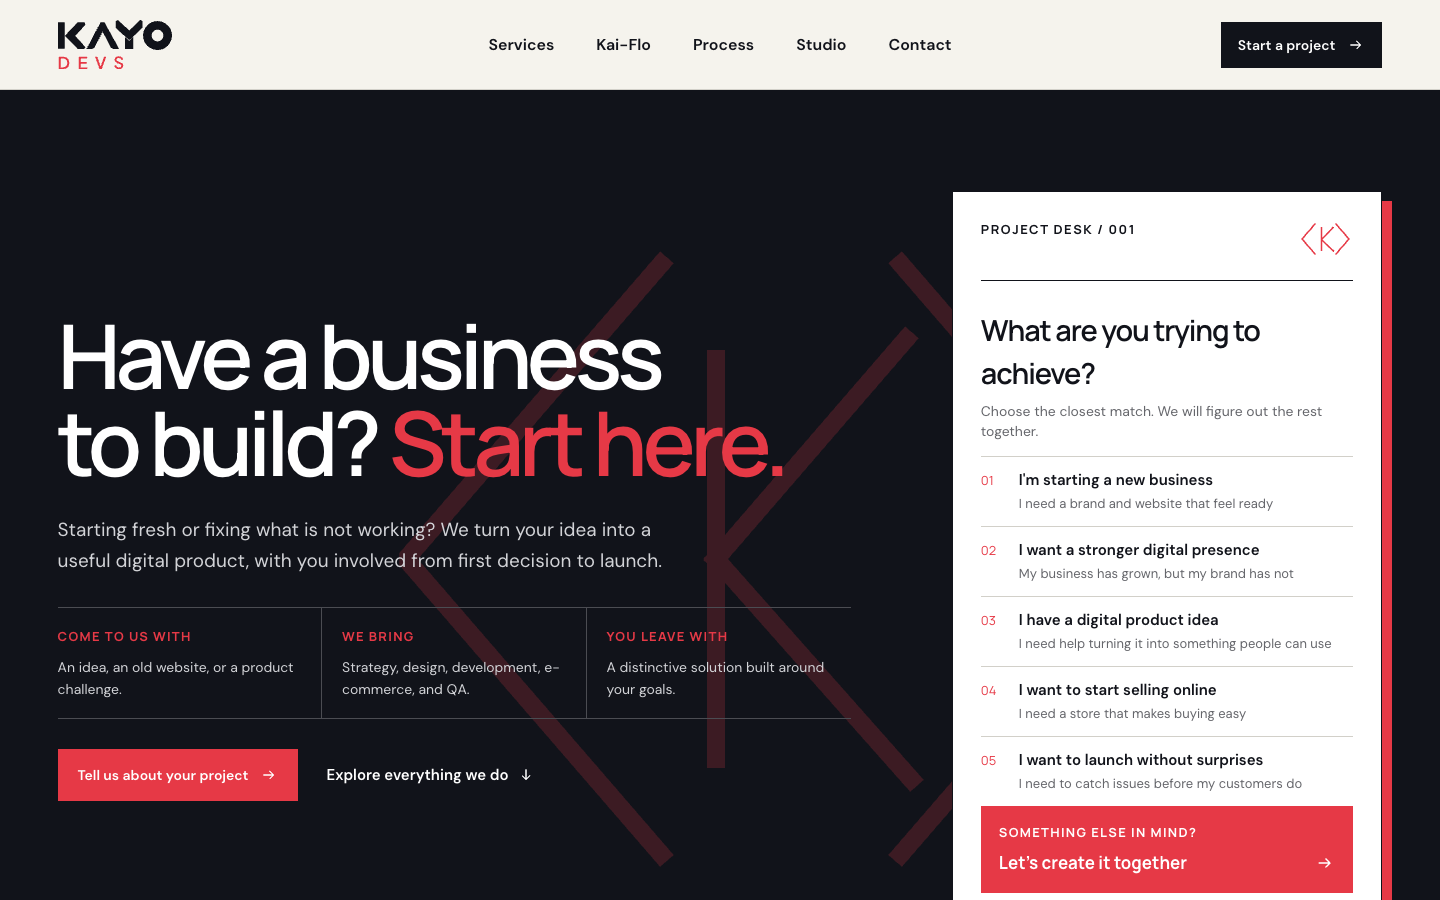 KAYO
DEVS
Services
Kai-Flo
Process
Studio
Contact
Start a project →
Have a business
to build? Start here.
Starting fresh or fixing what is not working? We turn your idea into a
useful digital product, with you involved from first decision to launch.
COME TO US WITH
An idea, an old website, or a product
challenge.
WE BRING
Strategy, design, development, e-
commerce, and QA.
YOU LEAVE WITH
A distinctive solution built around
your goals.
Tell us about your project →
Explore everything we do ↓
PROJECT DESK / 001
K
What are you trying to
achieve?
Choose the closest match. We will figure out the rest
together.
01 I'm starting a new business
I need a brand and website that feel ready
02 I want a stronger digital presence
My business has grown, but my brand has not
03 I have a digital product idea
I need help turning it into something people can use
04 I want to start selling online
I need a store that makes buying easy
05 I want to launch without surprises
I need to catch issues before my customers do
SOMETHING ELSE IN MIND?
Let's create it together →